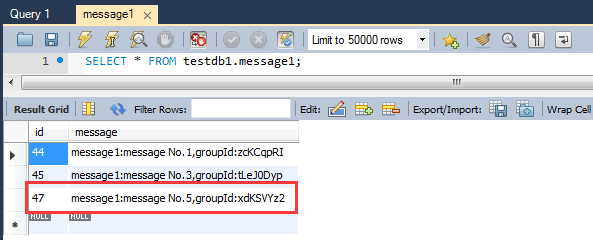 Query 1 message1
Limit to 50000 rows
1 SELECT * FROM testdb1.message1;
Result Grid Filter Rows: Edit: Export/Import: Wrap Cell
id message
44 message1:message No.1,groupId:zcKCqpRI
45 message1:message No.3,groupId:tLeJ0Dyp
47 message1:message No.5,groupId:xdKSVYz2
NULL NULL